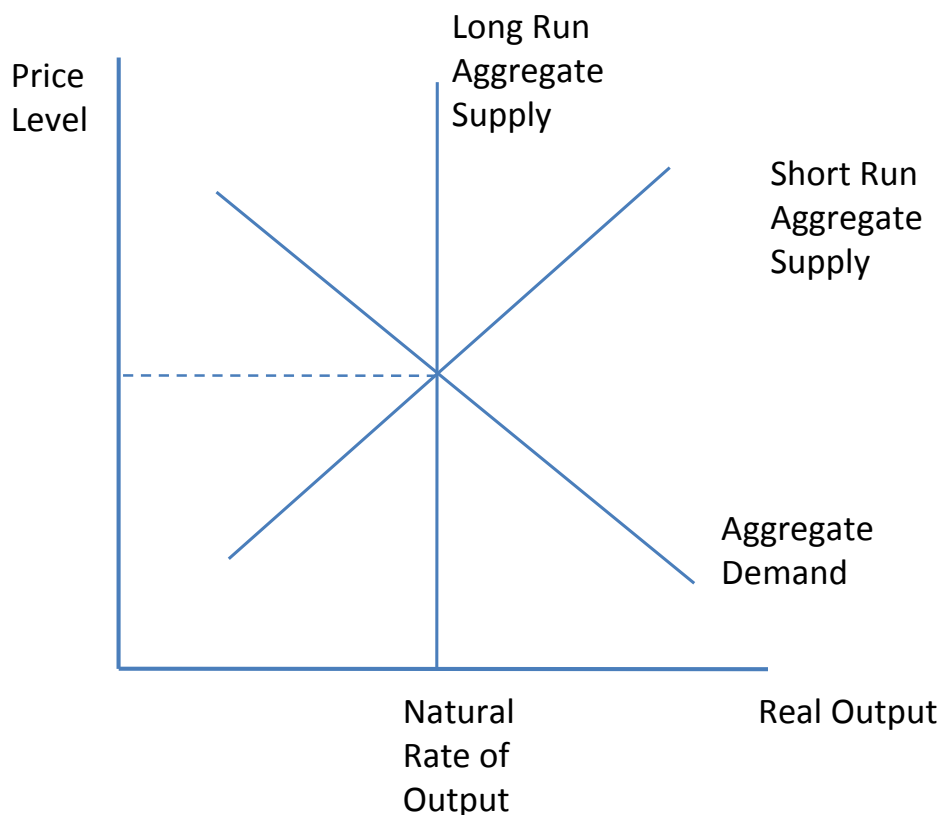 Price
Level
Long Run
Aggregate
Supply
Short Run
Aggregate
Supply
Aggregate
Demand
Natural
Rate of
Output
Real Output